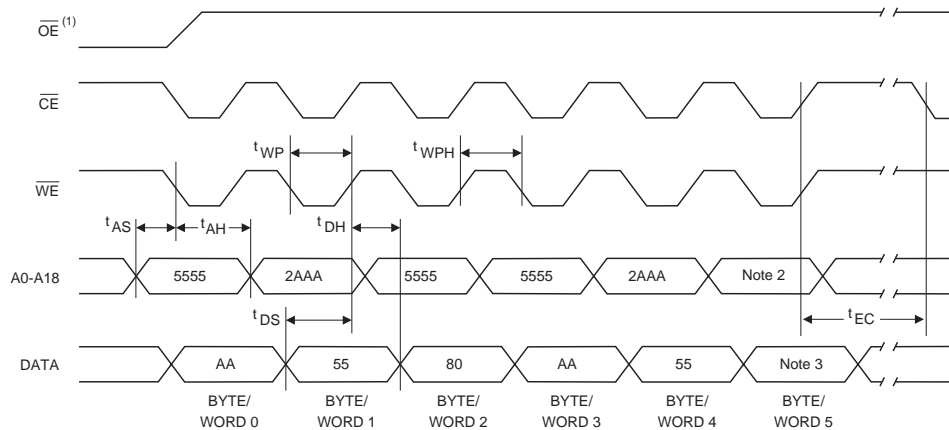 OE (1)
CE
t WP
t WPH
WE
t AS
t AH
t DH
A0-A18
5555
2AAA
5555
5555
2AAA
Note 2
t DS
t EC
DATA
AA
55
80
AA
55
Note 3
BYTE/
WORD 0
BYTE/
WORD 1
BYTE/
WORD 2
BYTE/
WORD 3
BYTE/
WORD 4
BYTE/
WORD 5